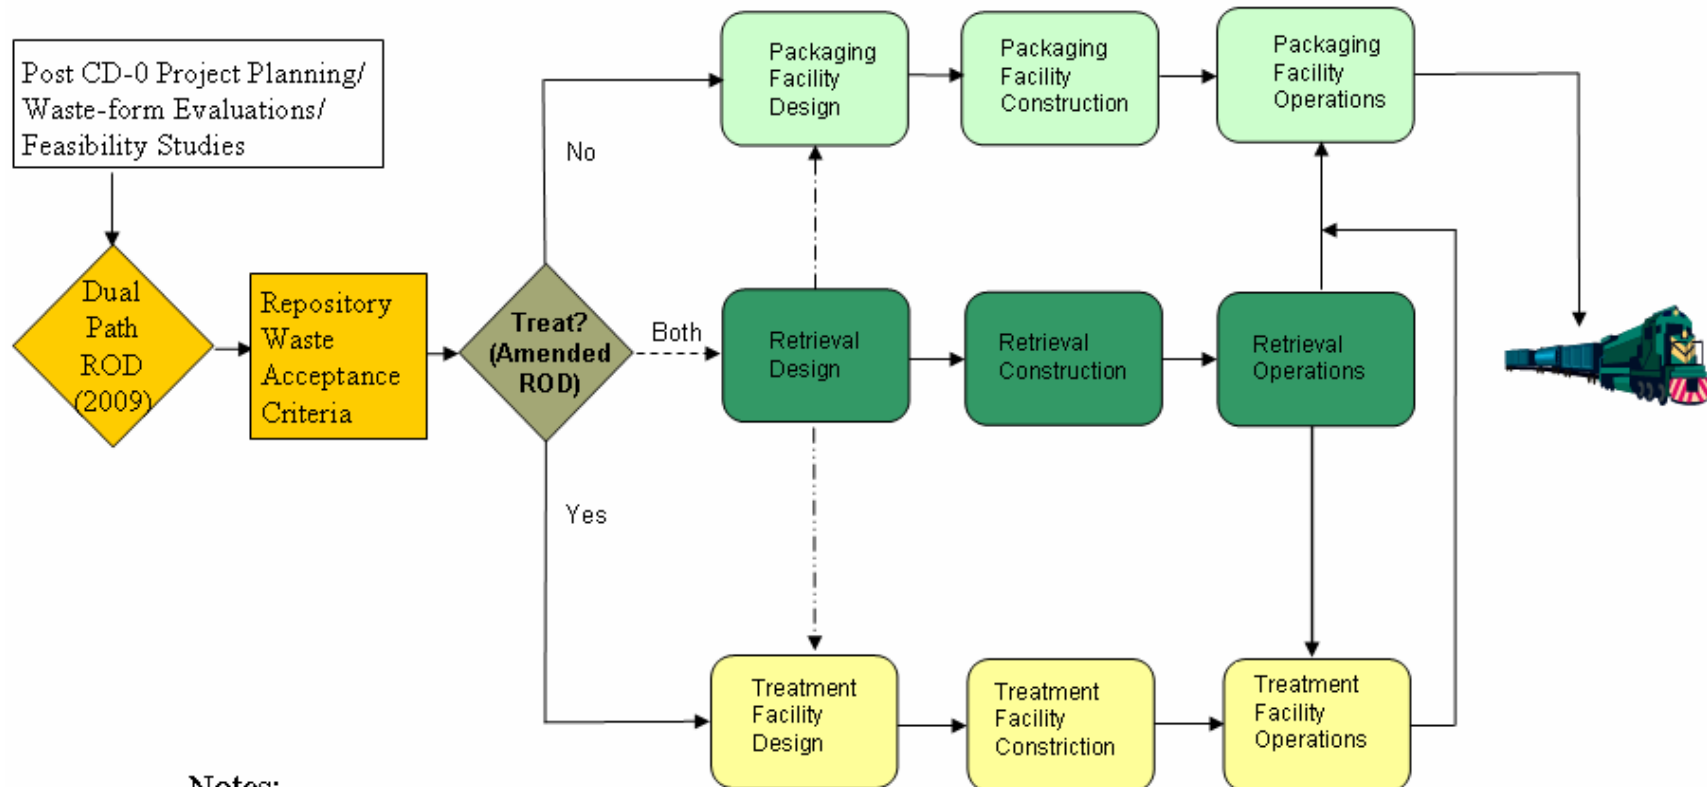 Post CD-0 Project Planning/
Waste-form Evaluations/
Feasibility Studies
Dual
Path
ROD
(2009)
Repository
Waste
Acceptance
Criteria
Treat?
(Amended
ROD)
No
Both
Yes
Packaging
Facility
Design
Packaging
Facility
Construction
Packaging
Facility
Operations
Retrieval
Design
Retrieval
Construction
Retrieval
Operations
Treatment
Facility
Design
Treatment
Facility
Constriction
Treatment
Facility
Operations
Notes: